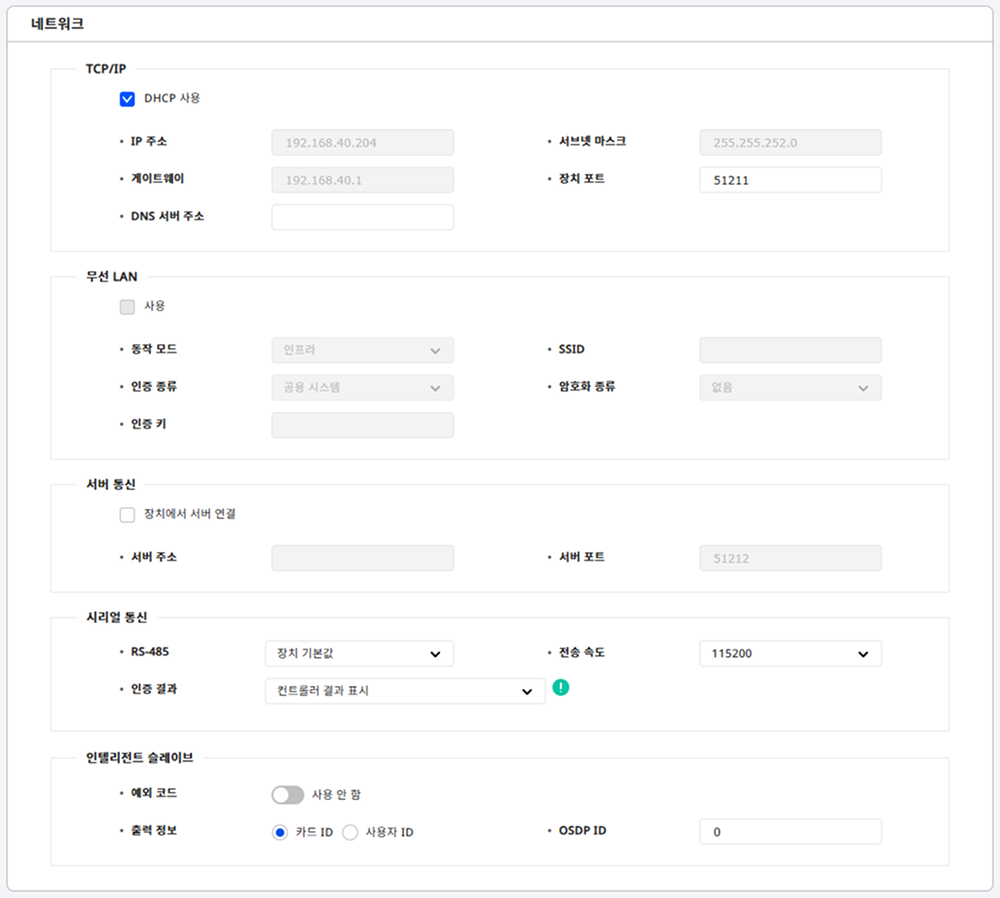 네트워크
TCP/IP
DHCP 사용
• IP 주소 192.168.40.204 • 서브넷 마스크 255.255.252.0
• 게이트웨이 192.168.40.1 • 장치 포트 51211
• DNS 서버 주소
무선 LAN
사용
• 동작 모드 인프라 • SSID
• 인증 종류 공용 시스템 • 암호화 종류 없음
• 인증 키
서버 통신
장치에서 서버 연결
• 서버 주소 • 서버 포트 51212
시리얼 통신
• RS-485 장치 기본값 • 전송 속도 115200
• 인증 결과 컨트롤러 결과 표시 !
인텔리전트 슬레이브
• 예외 코드 사용 안 함
• 출력 정보 카드 ID 사용자 ID • OSDP ID 0